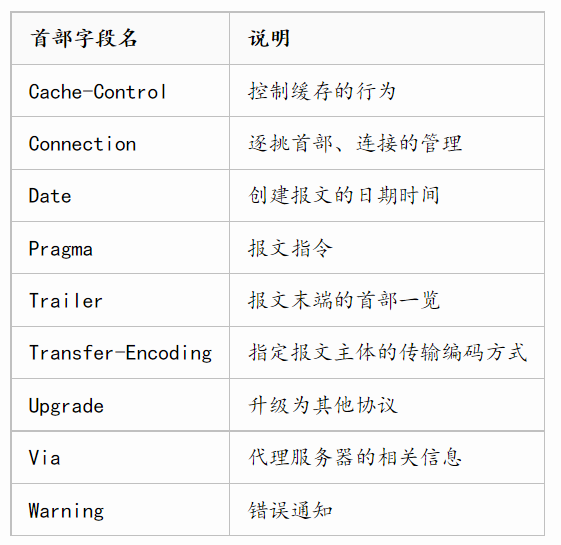 首部字段名 说明
Cache-Control 控制缓存的行为
Connection 逐挑首部、连接的管理
Date 创建报文的日期时间
Pragma 报文指令
Trailer 报文末端的首部一览
Transfer-Encoding 指定报文主体的传输编码方式
Upgrade 升级为其他协议
Via 代理服务器的相关信息
Warning 错误通知